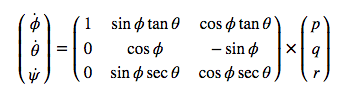 ϕ̇ 1 sin ϕ tan θ cos ϕ tan θ p
θ̇ = 0 cos ϕ − sin ϕ × q
ψ̇ 0 sin ϕ sec θ cos ϕ sec θ r